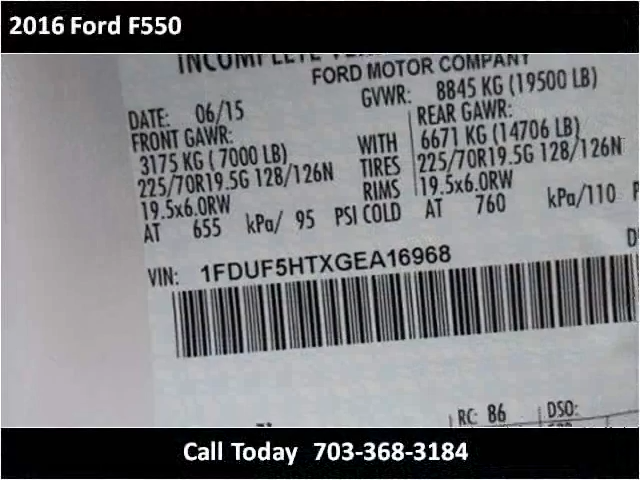 2016 Ford F550
INCOMPLETE
FORD MOTOR COMPANY
DATE: 06/15
GVWR: 8845 KG (19500 LB)
FRONT GAWR:
REAR GAWR:
3175 KG ( 7000 LB) WITH 6671 KG (14706 LB)
225/70R19.5G 128/126N TIRES 225/70R19.5G 128/126N
19.5x6.0RW RIMS 19.5x6.0RW
AT 655 kPa/ 95 PSI COLD AT 760 kPa/110 P
VIN: 1FDUF5HTXGEA16968
RC: 86 DSO:
Call Today 703-368-3184